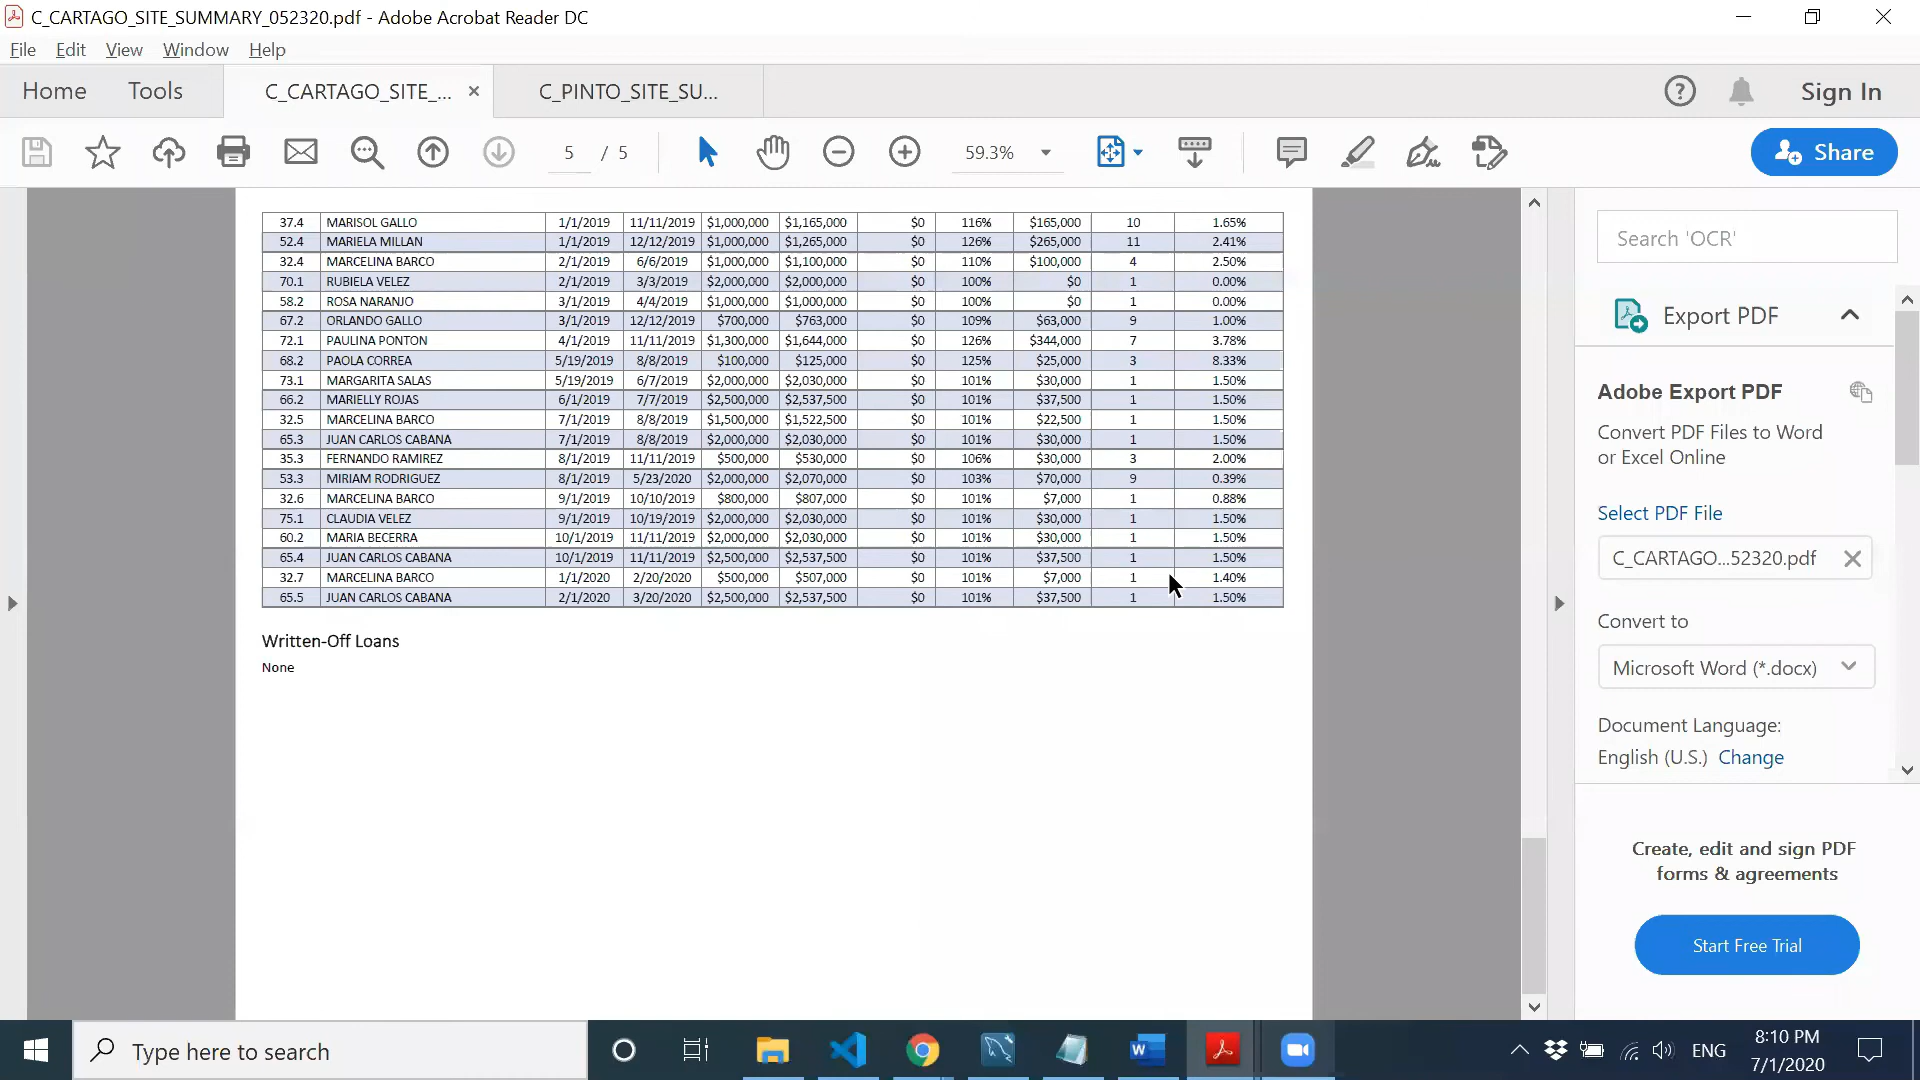 C_CARTAGO_SITE_SUMMARY_052320.pdf - Adobe Acrobat Reader DC
File Edit View Window Help
Home Tools C_CARTAGO_SITE_... × C_PINTO_SITE_SU... ? Sign In
5 / 5 59.3% Share
37.4 MARISOL GALLO 1/1/2019 11/11/2019 $1,000,000 $1,165,000 $0 116% $165,000 10 1.65%
52.4 MARIELA MILLAN 1/1/2019 12/12/2019 $1,000,000 $1,265,000 $0 126% $265,000 11 2.41%
32.4 MARCELINA BARCO 2/1/2019 6/6/2019 $1,000,000 $1,100,000 $0 110% $100,000 4 2.50%
70.1 RUBIELA VELEZ 2/1/2019 3/3/2019 $2,000,000 $2,000,000 $0 100% $0 1 0.00%
58.2 ROSA NARANJO 3/1/2019 4/4/2019 $1,000,000 $1,000,000 $0 100% $0 1 0.00%
67.2 ORLANDO GALLO 3/1/2019 12/12/2019 $700,000 $763,000 $0 109% $63,000 9 1.00%
72.1 PAULINA PONTON 4/1/2019 11/11/2019 $1,300,000 $1,644,000 $0 126% $344,000 7 3.78%
68.2 PAOLA CORREA 5/19/2019 8/8/2019 $100,000 $125,000 $0 125% $25,000 3 8.33%
73.1 MARGARITA SALAS 5/19/2019 6/7/2019 $2,000,000 $2,030,000 $0 101% $30,000 1 1.50%
66.2 MARIELLY ROJAS 6/1/2019 7/7/2019 $2,500,000 $2,537,500 $0 101% $37,500 1 1.50%
32.5 MARCELINA BARCO 7/1/2019 8/8/2019 $1,500,000 $1,522,500 $0 101% $22,500 1 1.50%
65.3 JUAN CARLOS CABANA 7/1/2019 8/8/2019 $2,000,000 $2,030,000 $0 101% $30,000 1 1.50%
35.3 FERNANDO RAMIREZ 8/1/2019 11/11/2019 $500,000 $530,000 $0 106% $30,000 3 2.00%
53.3 MIRIAM RODRIGUEZ 8/1/2019 5/23/2020 $2,000,000 $2,070,000 $0 103% $70,000 9 0.39%
32.6 MARCELINA BARCO 9/1/2019 10/10/2019 $800,000 $807,000 $0 101% $7,000 1 0.88%
75.1 CLAUDIA VELEZ 9/1/2019 10/19/2019 $2,000,000 $2,030,000 $0 101% $30,000 1 1.50%
60.2 MARIA BECERRA 10/1/2019 11/11/2019 $2,000,000 $2,030,000 $0 101% $30,000 1 1.50%
65.4 JUAN CARLOS CABANA 10/1/2019 11/11/2019 $2,500,000 $2,537,500 $0 101% $37,500 1 1.50%
32.7 MARCELINA BARCO 1/1/2020 2/20/2020 $500,000 $507,000 $0 101% $7,000 1 1.40%
65.5 JUAN CARLOS CABANA 2/1/2020 3/20/2020 $2,500,000 $2,537,500 $0 101% $37,500 1 1.50%
Written-Off Loans
None
Search 'OCR'
Export PDF
Adobe Export PDF
Convert PDF Files to Word
or Excel Online
Select PDF File
C_CARTAGO...52320.pdf
Convert to
Microsoft Word (*.docx)
Document Language:
English (U.S.) Change
Create, edit and sign PDF
forms & agreements
Start Free Trial
Type here to search
W
ENG
8:10 PM
7/1/2020